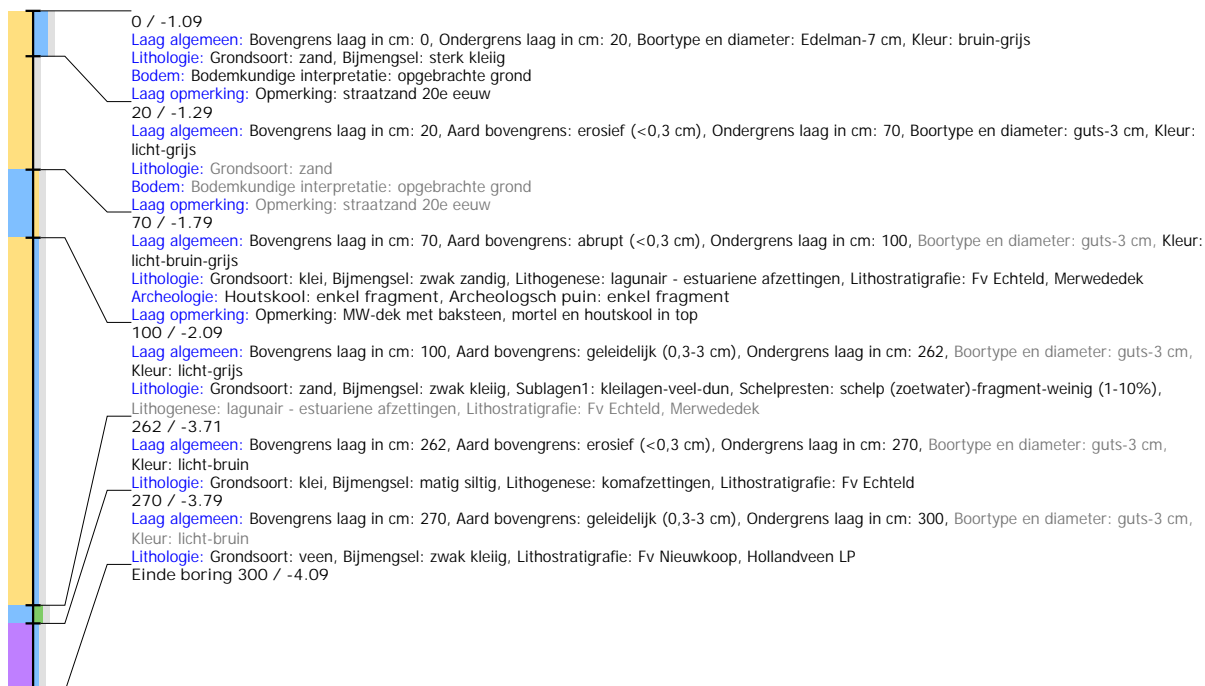 0 / -1.09
Laag algemeen: Bovengrens laag in cm: 0, Ondergrens laag in cm: 20, Boortype en diameter: Edelman-7 cm, Kleur: bruin-grijs
Lithologie: Grondsoort: zand, Bijmengsel: sterk kleiig
Bodem: Bodemkundige interpretatie: opgebrachte grond
Laag opmerking: Opmerking: straatzand 20e eeuw
20 / -1.29
Laag algemeen: Bovengrens laag in cm: 20, Aard bovengrens: erosief (<0,3 cm), Ondergrens laag in cm: 70, Boortype en diameter: guts-3 cm, Kleur:
licht-grijs
Lithologie: Grondsoort: zand
Bodem: Bodemkundige interpretatie: opgebrachte grond
Laag opmerking: Opmerking: straatzand 20e eeuw
70 / -1.79
Laag algemeen: Bovengrens laag in cm: 70, Aard bovengrens: abrupt (<0,3 cm), Ondergrens laag in cm: 100, Boortype en diameter: guts-3 cm, Kleur:
licht-bruin-grijs
Lithologie: Grondsoort: klei, Bijmengsel: zwak zandig, Lithogenese: lagunair - estuariene afzettingen, Lithostratigrafie: Fv Echteld, Merwededek
Archeologie: Houtskool: enkel fragment, Archeologsch puin: enkel fragment
Laag opmerking: Opmerking: MW-dek met baksteen, mortel en houtskool in top
100 / -2.09
Laag algemeen: Bovengrens laag in cm: 100, Aard bovengrens: geleidelijk (0,3-3 cm), Ondergrens laag in cm: 262, Boortype en diameter: guts-3 cm,
Kleur: licht-grijs
Lithologie: Grondsoort: zand, Bijmengsel: zwak kleiig, Sublagen1: kleilagen-veel-dun, Schelpresten: schelp (zoetwater)-fragment-weinig (1-10%),
Lithogenese: lagunair - estuariene afzettingen, Lithostratigrafie: Fv Echteld, Merwededek
262 / -3.71
Laag algemeen: Bovengrens laag in cm: 262, Aard bovengrens: erosief (<0,3 cm), Ondergrens laag in cm: 270, Boortype en diameter: guts-3 cm,
Kleur: licht-bruin
Lithologie: Grondsoort: klei, Bijmengsel: matig siltig, Lithogenese: komafzettingen, Lithostratigrafie: Fv Echteld
270 / -3.79
Laag algemeen: Bovengrens laag in cm: 270, Aard bovengrens: geleidelijk (0,3-3 cm), Ondergrens laag in cm: 300, Boortype en diameter: guts-3 cm,
Kleur: licht-bruin
Lithologie: Grondsoort: veen, Bijmengsel: zwak kleiig, Lithostratigrafie: Fv Nieuwkoop, Hollandveen LP
Einde boring 300 / -4.09